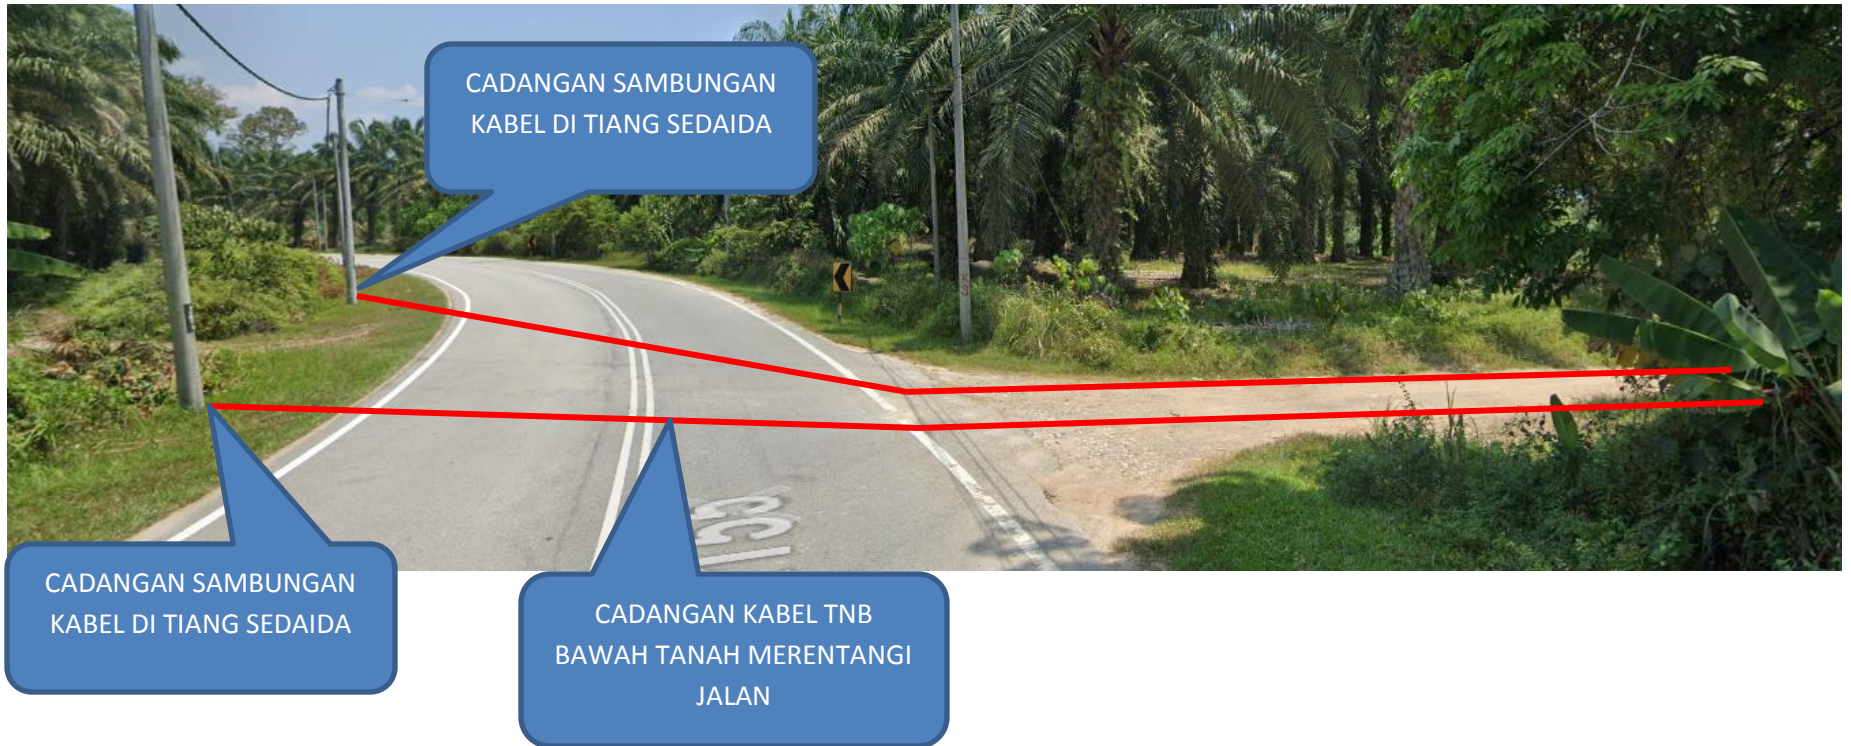 CADANGAN SAMBUNGAN
KABEL DI TIANG SEDAIDA
CADANGAN SAMBUNGAN
KABEL DI TIANG SEDAIDA
CADANGAN KABEL TNB
BAWAH TANAH MERENTANGI
JALAN